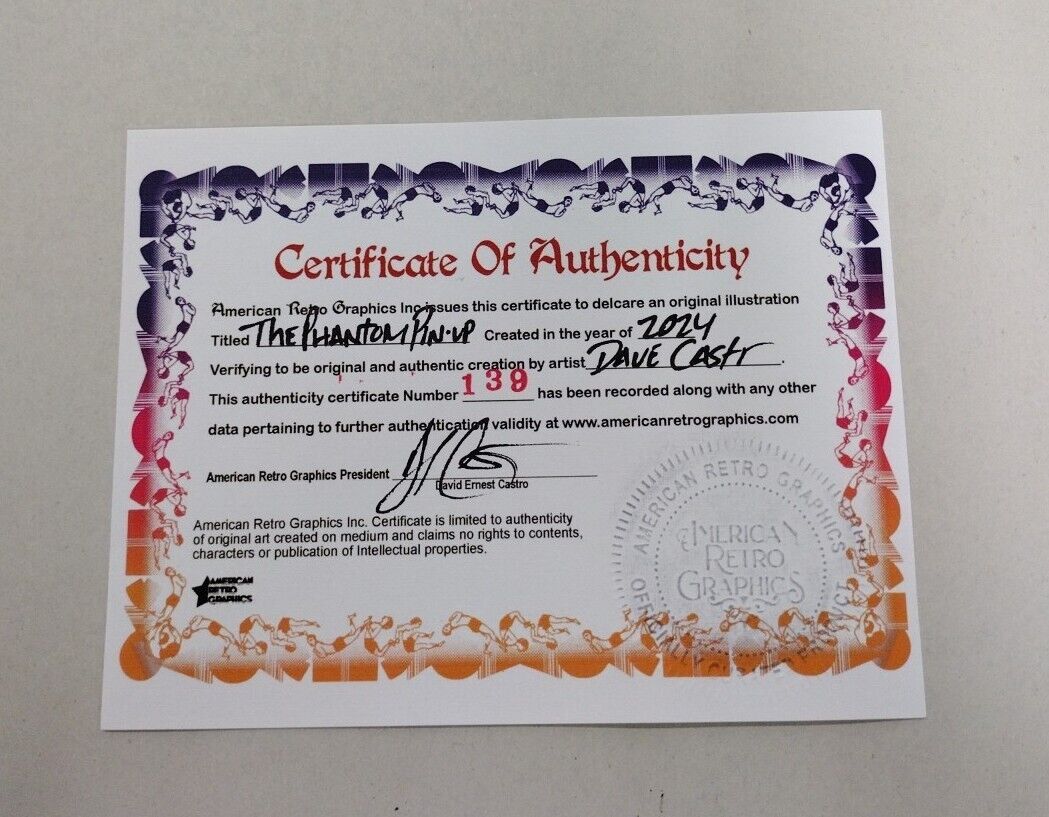 Certificate Of Authenticity
American Retro Graphics Inc issues this certificate to delcare an original illustration
Titled The Phantom Pin-up Created in the year of 2024
Verifying to be original and authentic creation by artist Dave Castr.
This authenticity certificate Number 139 has been recorded along with any other
data pertaining to further authentication validity at www.americanretrographics.com
American Retro Graphics President
David Ernest Castro
American Retro Graphics Inc. Certificate is limited to authenticity
of original art created on medium and claims no rights to contents,
characters or publication of Intellectual properties.
AMERICAN
RETRO
GRAPHICS
AMERICAN RETRO GRAPHICS
AMERICAN
RETRO
GRAPHICS
OFFICIALLY CURATED PRODUCT